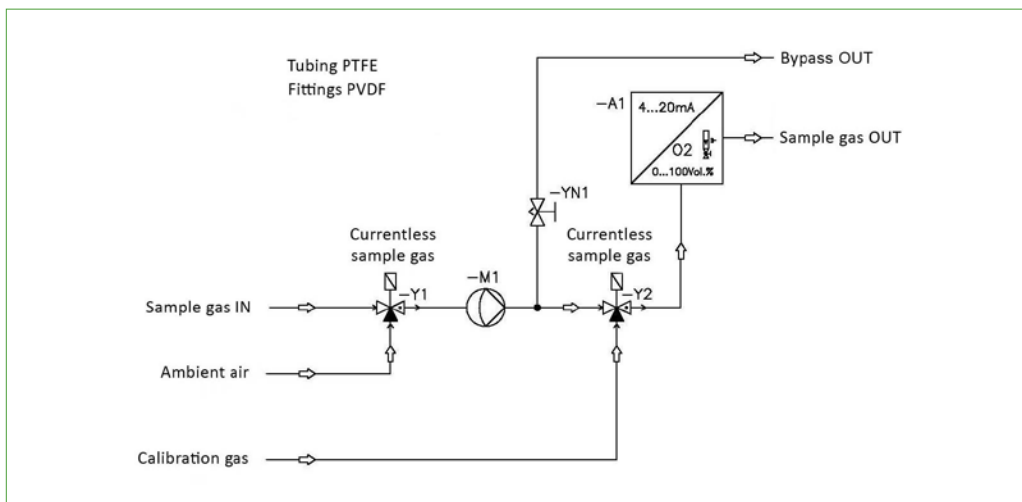 Tubing PTFE
Fittings PVDF
Bypass OUT
–A1
4...20mA
O2
0...100Vol.%
Sample gas OUT
–YN1
Currentless
sample gas
Currentless
sample gas
–M1
–Y1
–Y2
Sample gas IN
Ambient air
Calibration gas